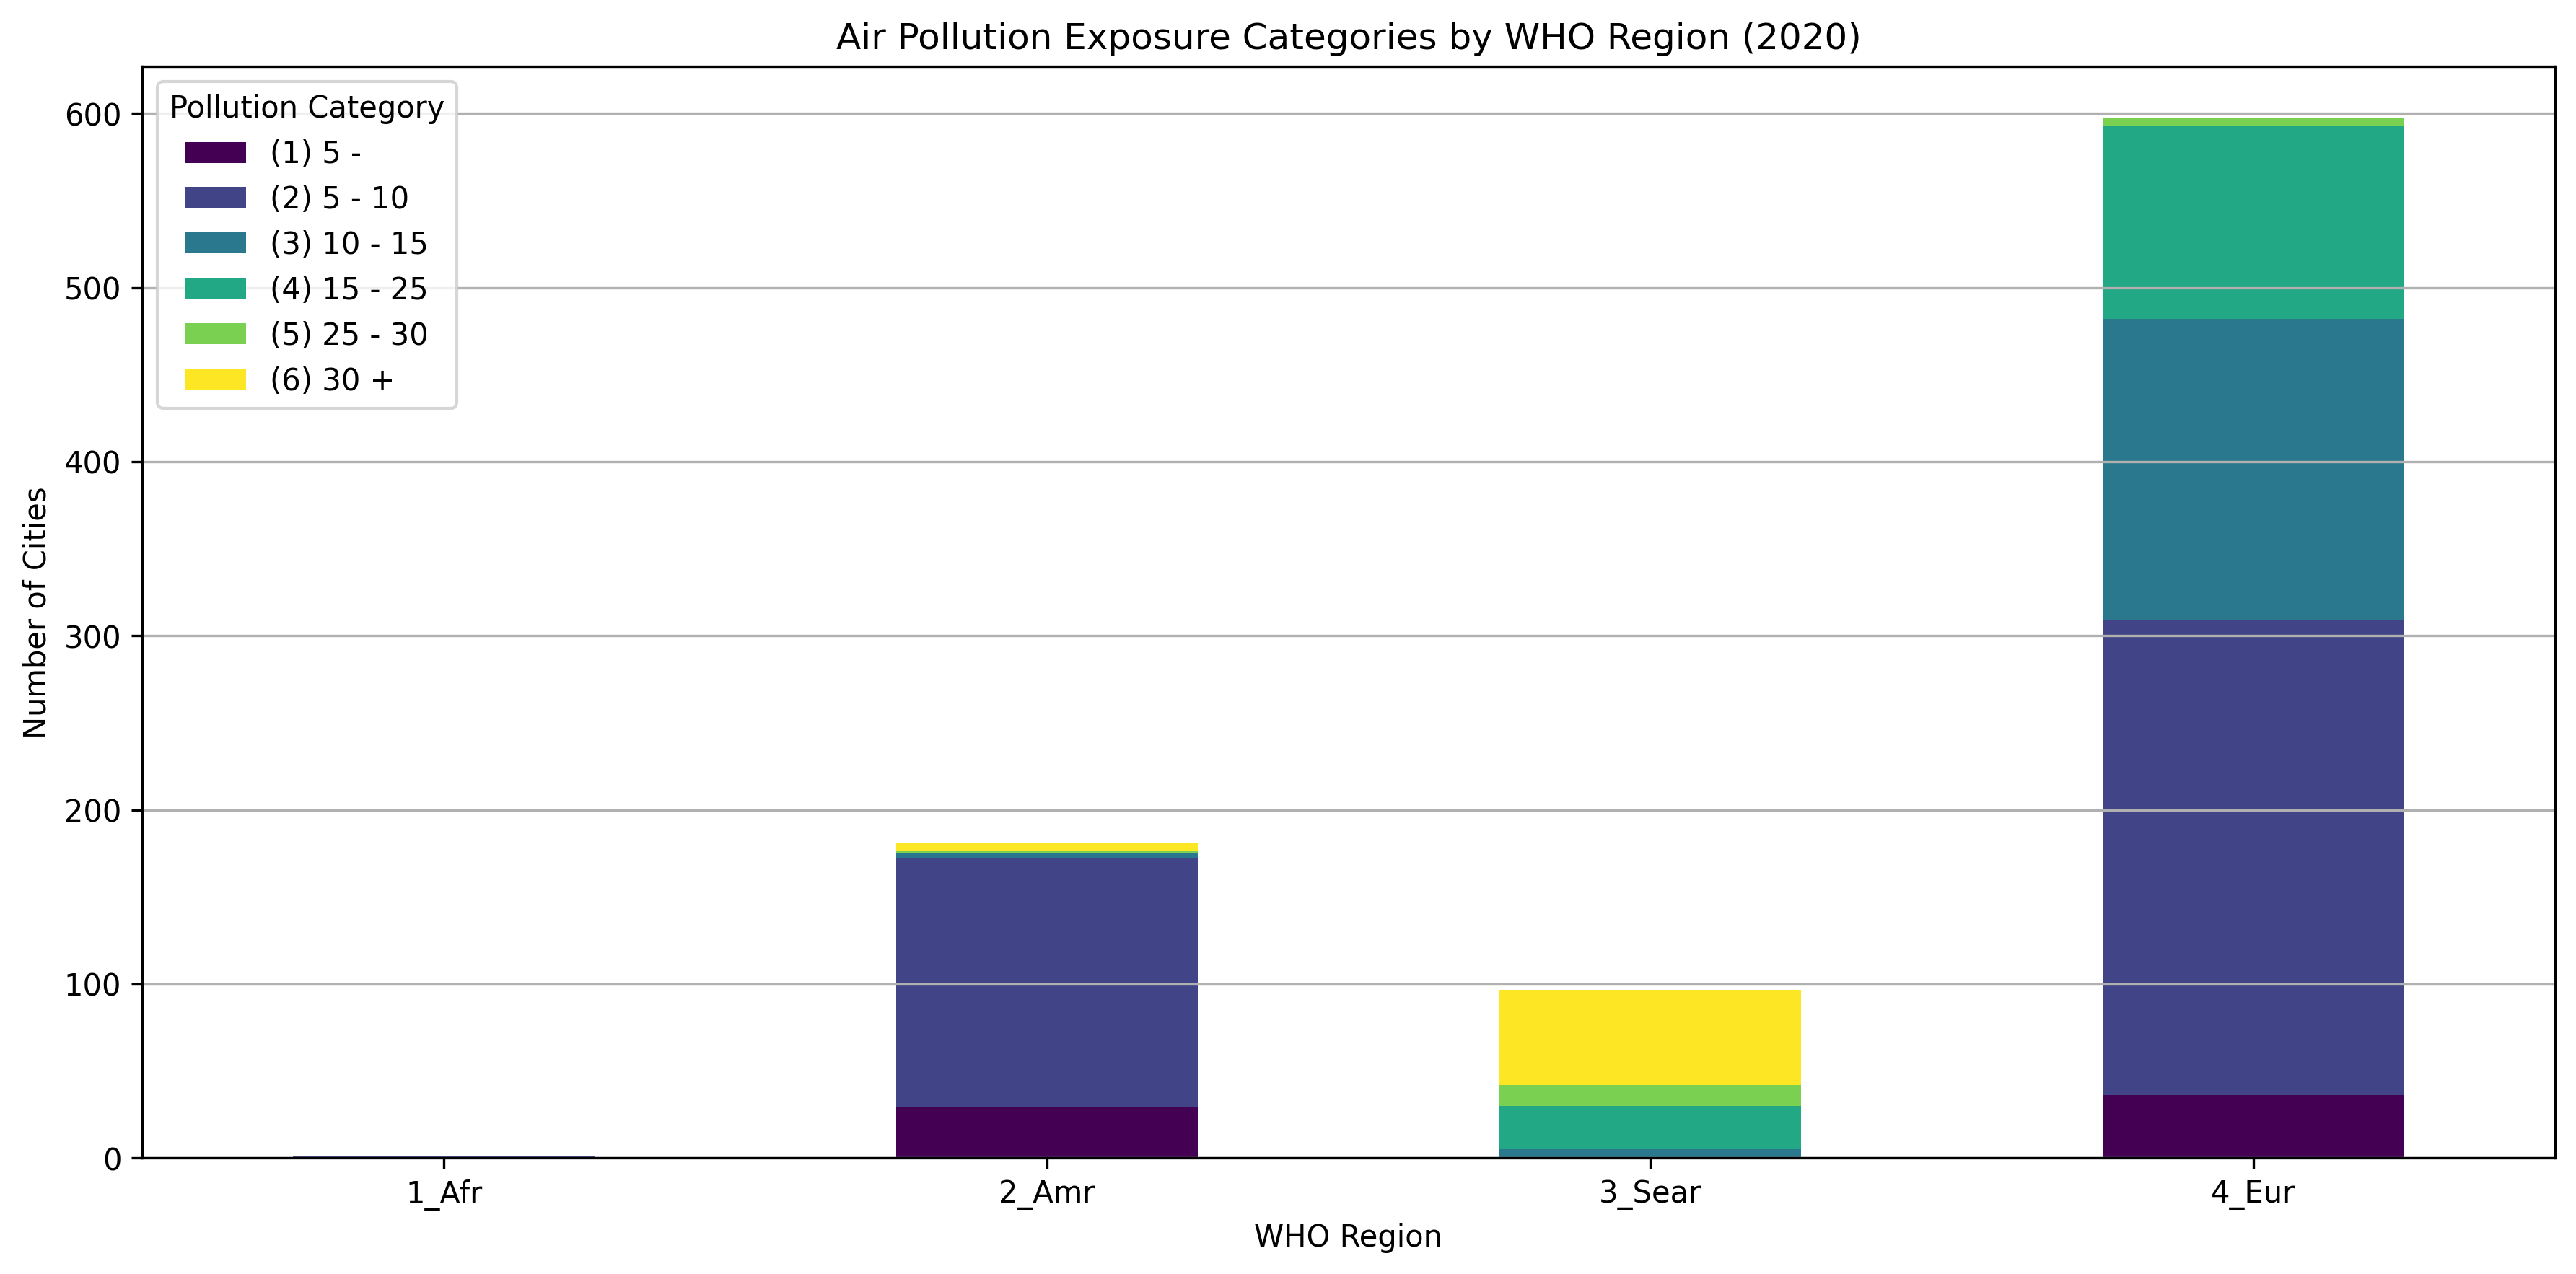 Air Pollution Exposure Categories by WHO Region (2020)
Pollution Category
(1) 5 -
(2) 5 - 10
(3) 10 - 15
(4) 15 - 25
(5) 25 - 30
(6) 30 +
600
500
400
300
200
100
0
Number of Cities
1_Afr
2_Amr
3_Sear
4_Eur
WHO Region